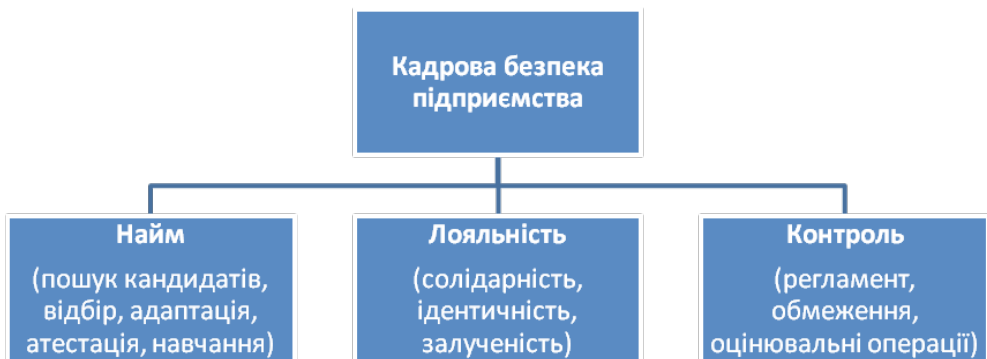 Кадрова безпека
підприємства
Найм
(пошук кандидатів,
відбір, адаптація,
атестація, навчання)
Лояльність
(солідарність,
ідентичність,
залученість)
Контроль
(регламент,
обмеження,
оцінювальні операції)